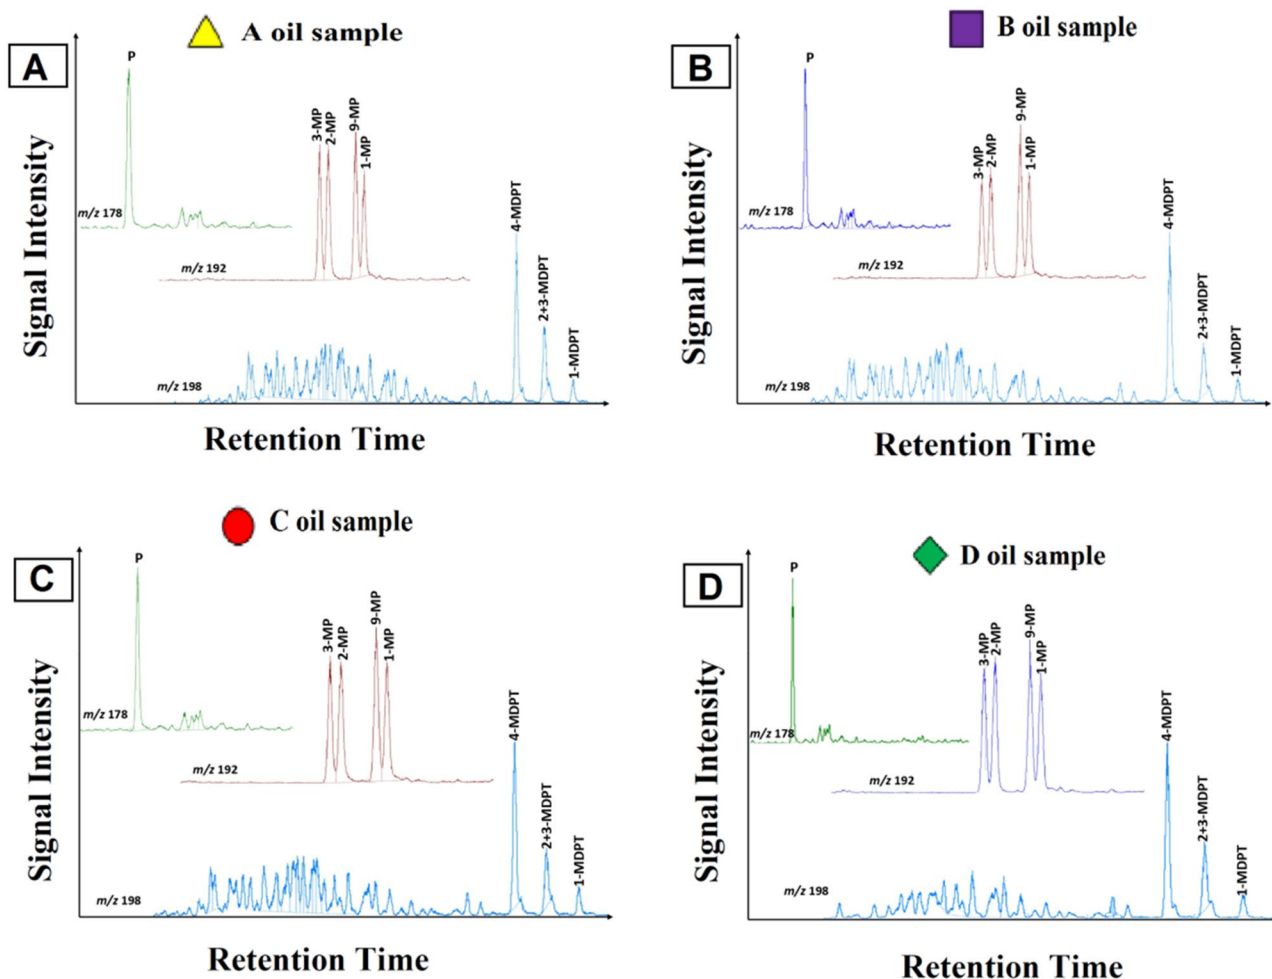 A oil sample
A
P
3-MP
2-MP
9-MP
1-MP
4-MDPT
2+3-MDPT
1-MDPT
m/z 178
m/z 192
m/z 198
Signal Intensity
Retention Time
B oil sample
B
P
3-MP
2-MP
9-MP
1-MP
4-MDPT
2+3-MDPT
1-MDPT
m/z 178
m/z 192
m/z 198
Signal Intensity
Retention Time
C oil sample
C
P
3-MP
2-MP
9-MP
1-MP
4-MDPT
2+3-MDPT
1-MDPT
m/z 178
m/z 192
m/z 198
Signal Intensity
Retention Time
D oil sample
D
P
3-MP
2-MP
9-MP
1-MP
4-MDPT
2+3-MDPT
1-MDPT
m/z 178
m/z 192
m/z 198
Signal Intensity
Retention Time